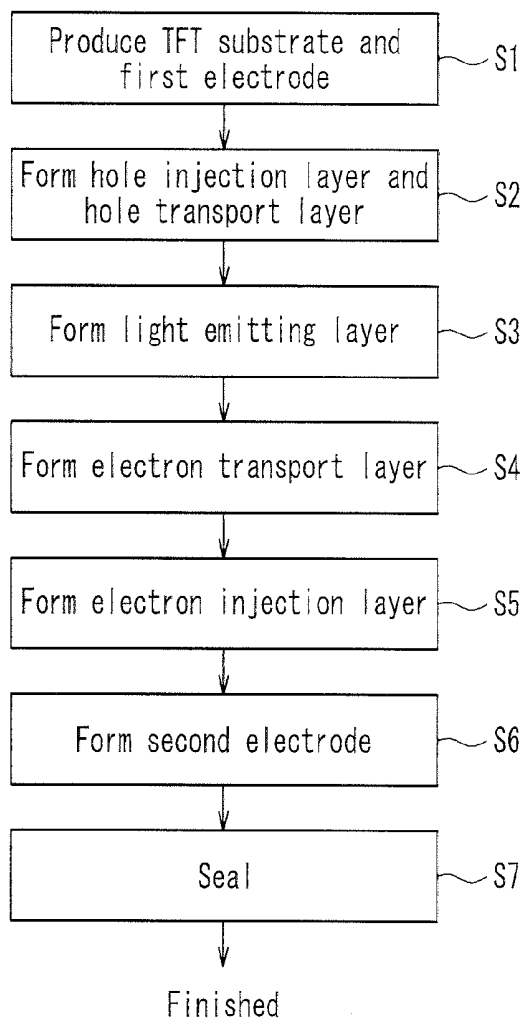 Produce TFT substrate and
first electrode
S1
Form hole injection layer and
hole transport layer
S2
Form light emitting layer
S3
Form electron transport layer
S4
Form electron injection layer
S5
Form second electrode
S6
Seal
S7
Finished